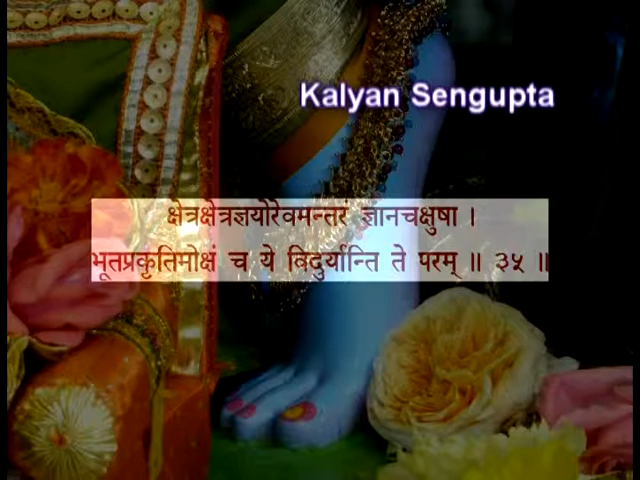 Kalyan Sengupta
क्षेत्रक्षेत्रज्ञयोरेवमन्तरं ज्ञानचक्षुषा ।
भूतप्रकृतिमोक्षं च ये विदुर्यान्ति ते परम् ॥ ३५ ॥